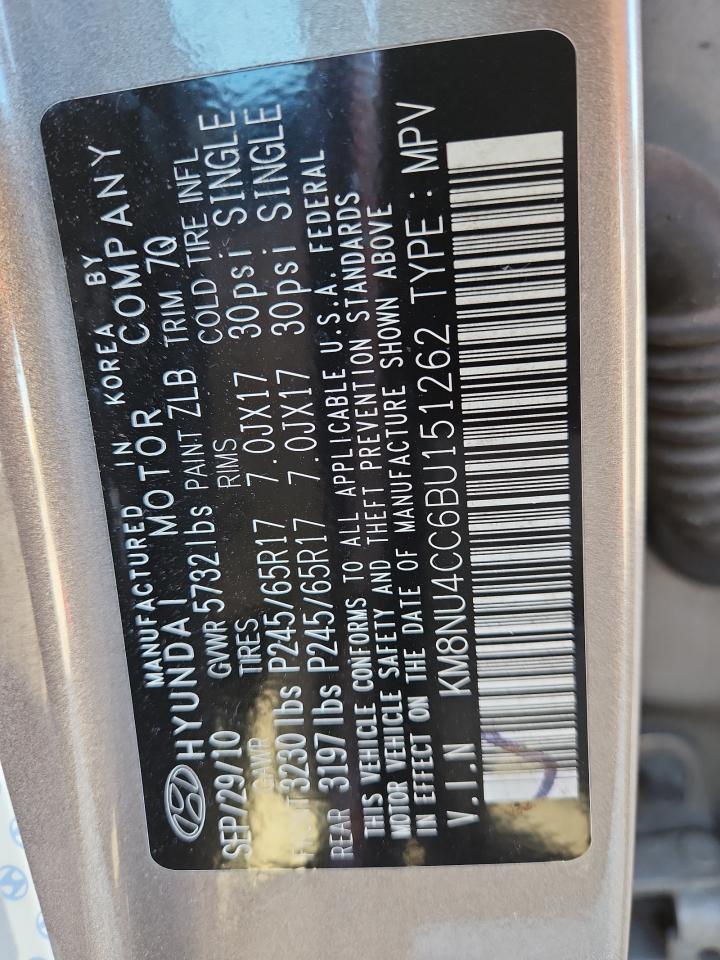 MANUFACTURED IN KOREA BY
HYUNDAI MOTOR COMPANY
SEP/29/10 GVWR 5732 lbs PAINT ZLB TRIM 7Q
GAWR TIRES RIMS COLD TIRE INFL
FRONT 3230 lbs P245/65R17 7.0JX17 30psi SINGLE
REAR 3197 lbs P245/65R17 7.0JX17 30psi SINGLE
THIS VEHICLE CONFORMS TO ALL APPLICABLE U.S.A. FEDERAL
MOTOR VEHICLE SAFETY AND THEFT PREVENTION STANDARDS
IN EFFECT ON THE DATE OF MANUFACTURE SHOWN ABOVE
V.I.N KM8NU4CC6BU151262 TYPE : MPV